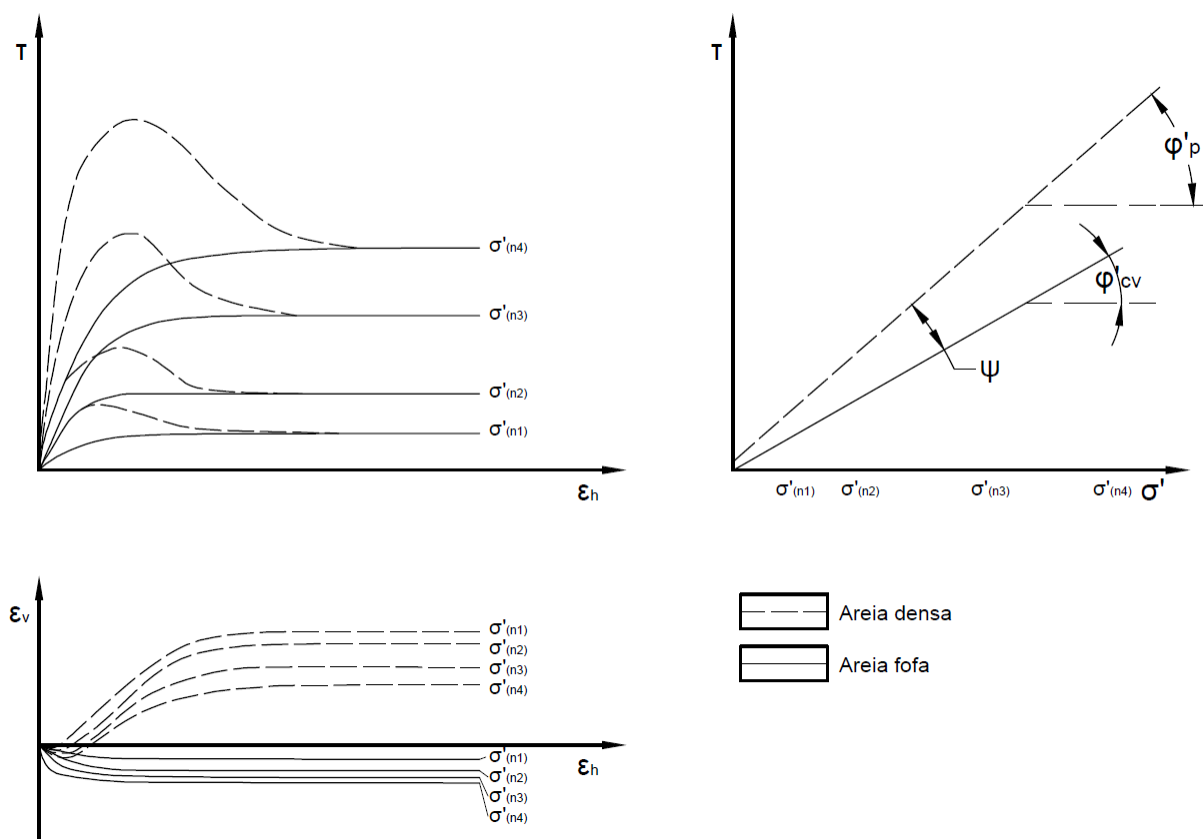 τ
σ'(n4)
σ'(n3)
σ'(n2)
σ'(n1)
εh
τ
φ'p
φ'cv
ψ
σ'(n1) σ'(n2) σ'(n3) σ'(n4) σ'
εv
σ'(n1)
σ'(n2)
σ'(n3)
σ'(n4)
σ'(n1)
εh
σ'(n2)
σ'(n3)
σ'(n4)
Areia densa
Areia fofa